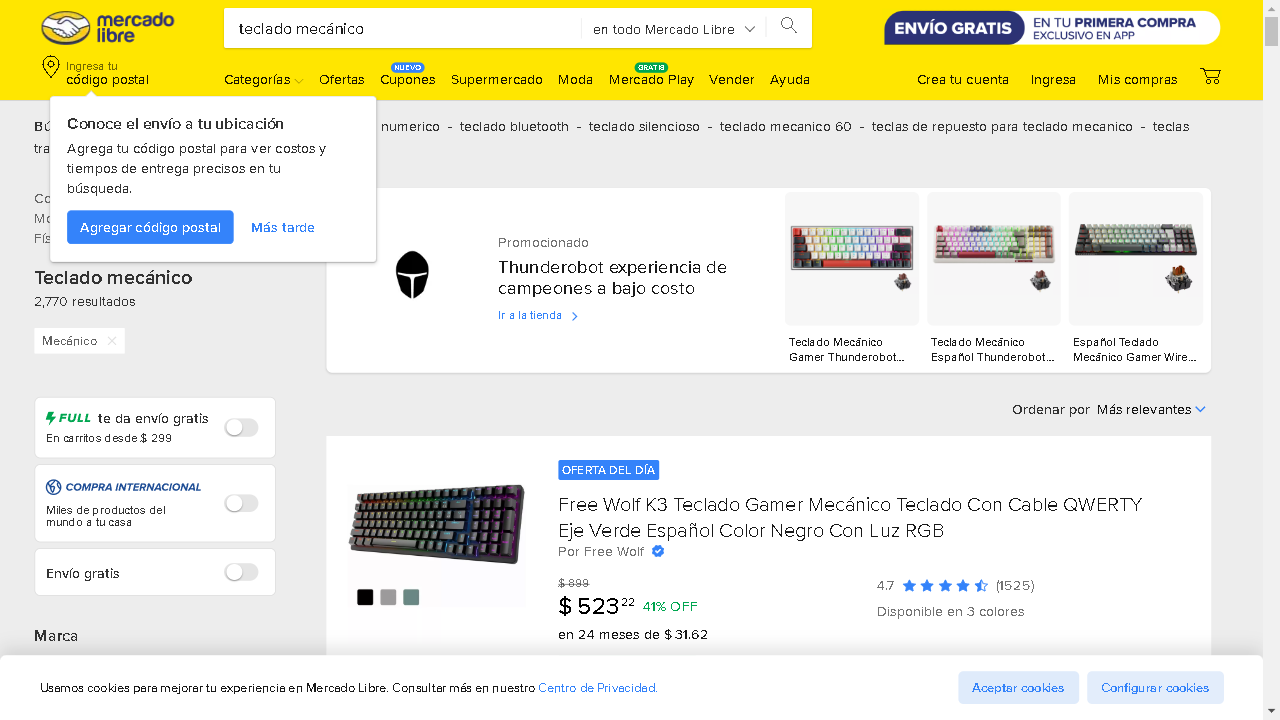 mercado
libre
teclado mecánico
en todo Mercado Libre
ENVÍO GRATIS
EN TU PRIMERA COMPRA
EXCLUSIVO EN APP
Ingresa tu
código postal
Categorías
Ofertas
NUEVO
Cupones
Supermercado
Moda
GRATIS
Mercado Play
Vender
Ayuda
Crea tu cuenta
Ingresa
Mis compras
Conoce el envío a tu ubicación
Agrega tu código postal para ver costos y
tiempos de entrega precisos en tu
búsqueda.
Agregar código postal
Más tarde
numerico - teclado bluetooth - teclado silencioso - teclado mecanico 60 - teclas de repuesto para teclado mecanico - teclas
Promocionado
Thunderobot experiencia de
campeones a bajo costo
Ir a la tienda
Teclado Mecánico
Gamer Thunderobot...
Teclado Mecánico
Español Thunderobot...
Español Teclado
Mecánico Gamer Wire...
Teclado mecánico
2,770 resultados
Mecánico
FULL te da envío gratis
En carritos desde $ 299
COMPRA INTERNACIONAL
Miles de productos del
mundo a tu casa
Envío gratis
Marca
Ordenar por Más relevantes
OFERTA DEL DÍA
Free Wolf K3 Teclado Gamer Mecánico Teclado Con Cable QWERTY
Eje Verde Español Color Negro Con Luz RGB
Por Free Wolf
$ 899
$ 523 22 41% OFF
en 24 meses de $ 31.62
4.7 (1525)
Disponible en 3 colores
Usamos cookies para mejorar tu experiencia en Mercado Libre. Consultar más en nuestro Centro de Privacidad.
Aceptar cookies
Configurar cookies